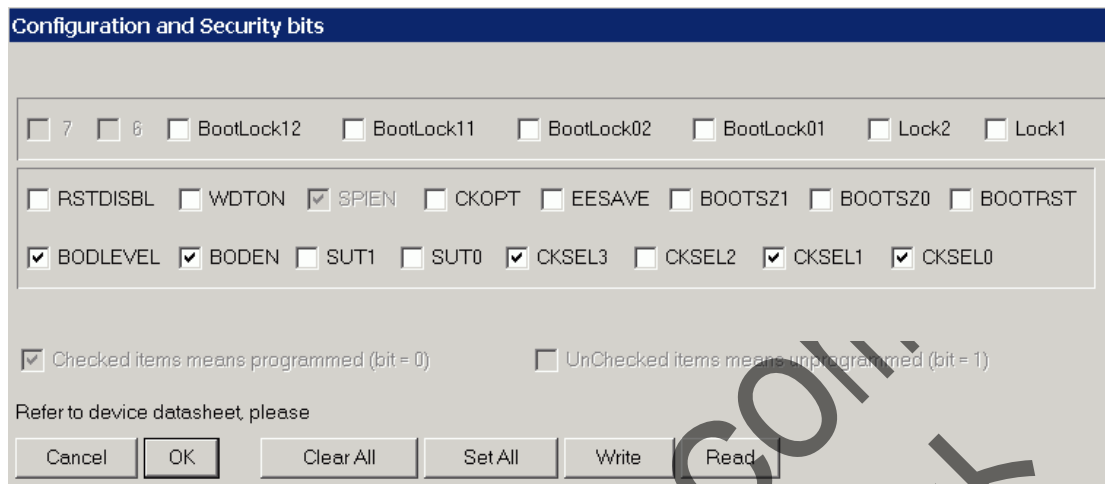 Configuration and Security bits
7 6 BootLock12 BootLock11 BootLock02 BootLock01 Lock2 Lock1
RSTDISBL WDTON SPIEN CKOPT EESAVE BOOTSZ1 BOOTSZ0 BOOTRST
BODLEVEL BODEN SUT1 SUT0 CKSEL3 CKSEL2 CKSEL1 CKSEL0
Checked items means programmed (bit = 0) UnChecked items means unprogrammed (bit = 1)
Refer to device datasheet, please
Cancel OK Clear All Set All Write Read